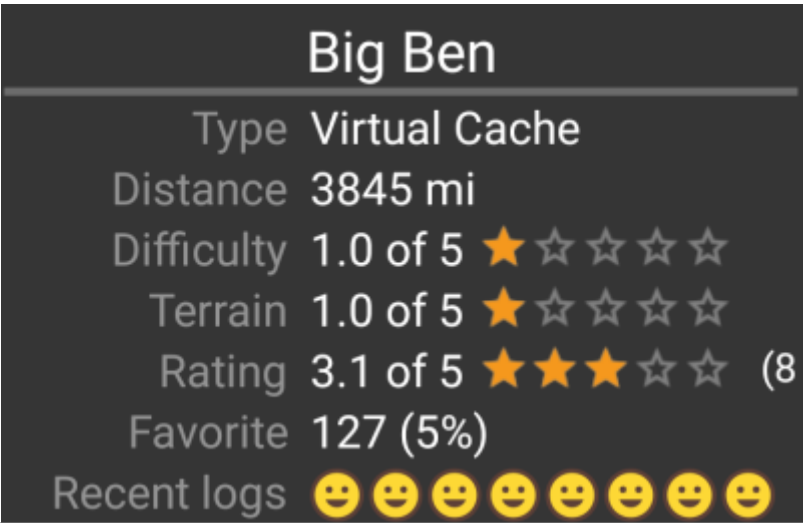 Big Ben
Type Virtual Cache
Distance 3845 mi
Difficulty 1.0 of 5
Terrain 1.0 of 5
Rating 3.1 of 5 (8
Favorite 127 (5%)
Recent logs